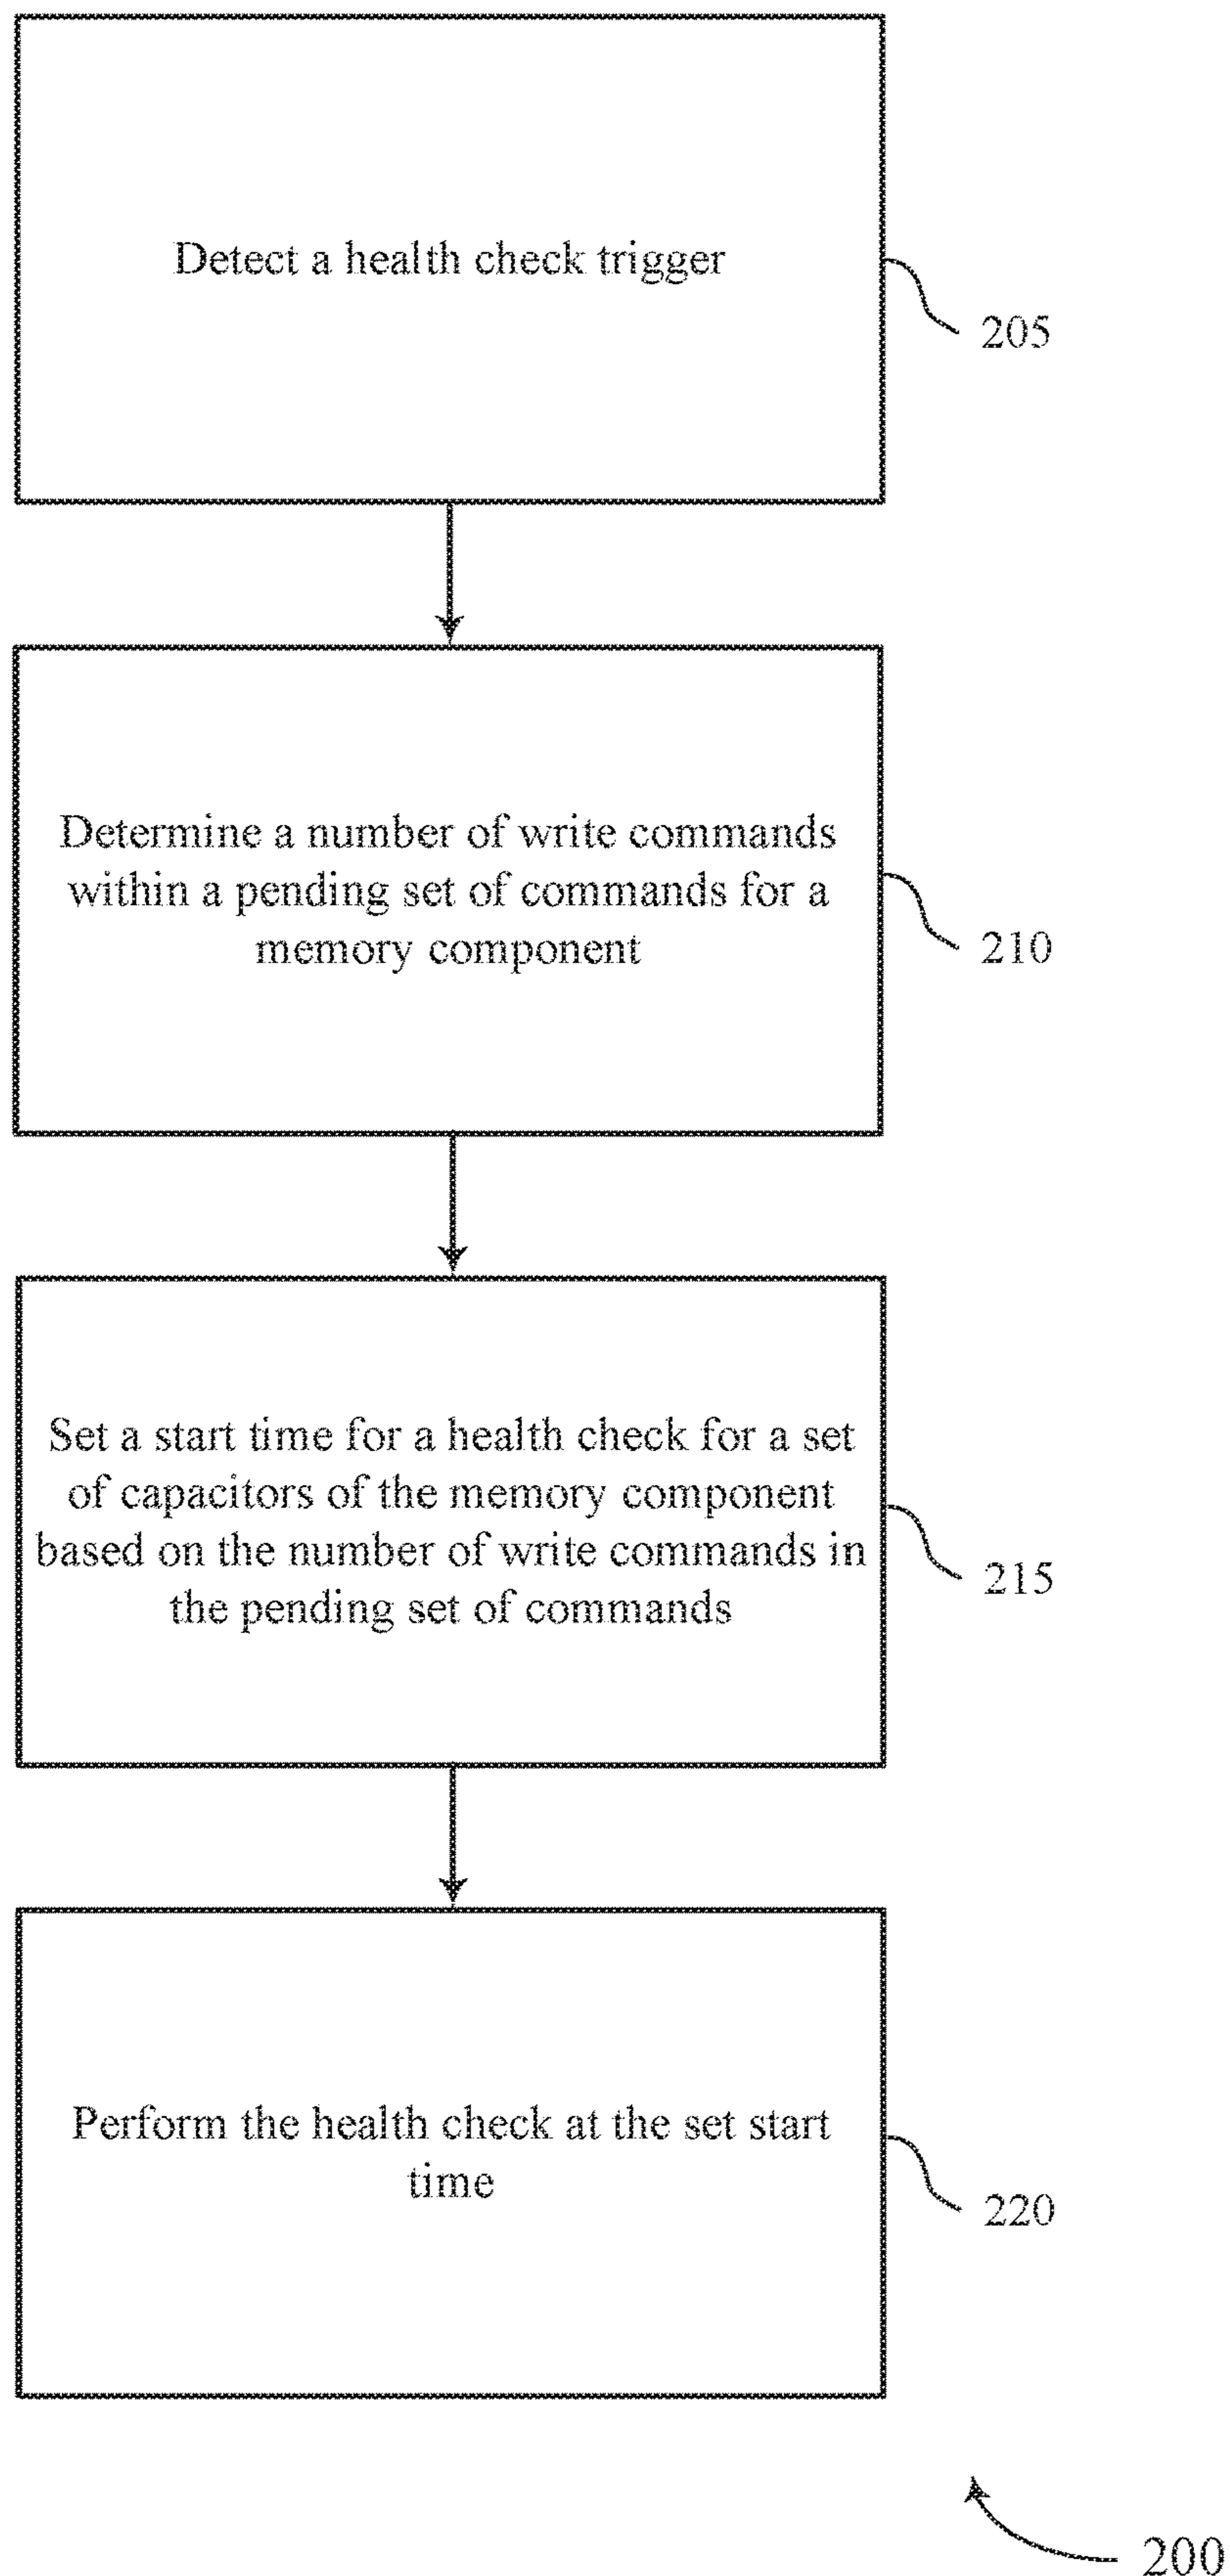 Detect a health check trigger
205
Determine a number of write commands
within a pending set of commands for a
memory component
210
Set a start time for a health check for a set
of capacitors of the memory component
based on the number of write commands in
the pending set of commands
215
Perform the health check at the set start
time
220
200